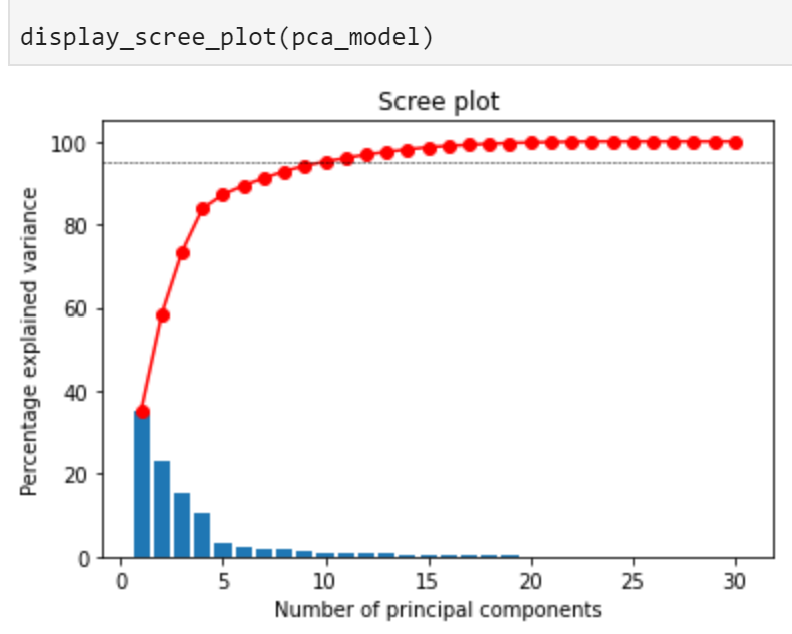 display_scree_plot(pca_model)
Scree plot
100
80
60
40
20
0
Percentage explained variance
0 5 10 15 20 25 30
Number of principal components